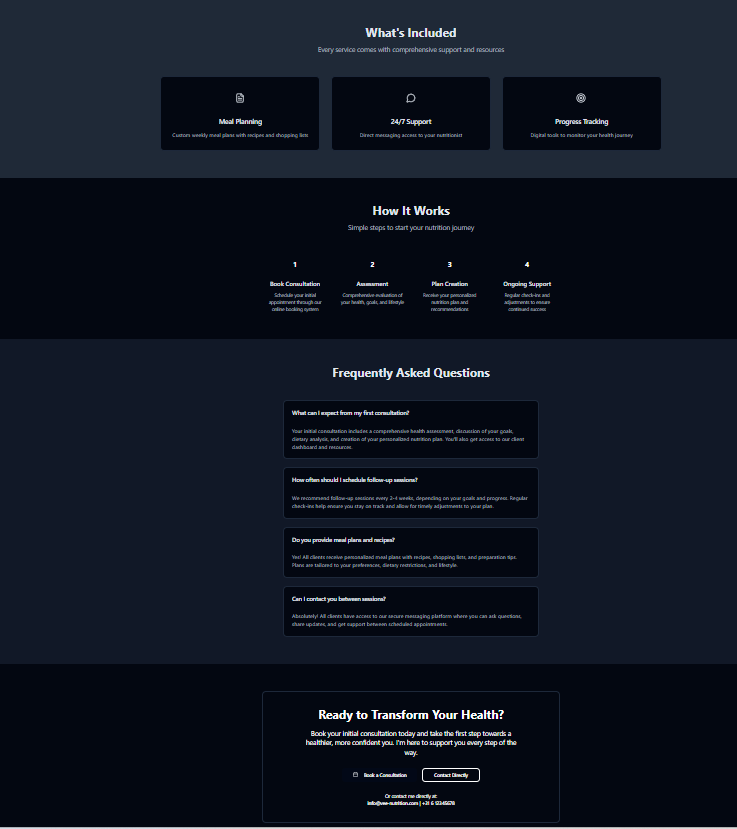 What's Included
Every service comes with comprehensive support and resources
Meal Planning
Custom weekly meal plans with recipes and shopping lists
24/7 Support
Direct messaging access to your nutritionist
Progress Tracking
Digital tools to monitor your health journey
How It Works
Simple steps to start your nutrition journey
1
Book Consultation
Schedule your initial
appointment through our
online booking system
2
Assessment
Comprehensive evaluation of
your health, goals, and lifestyle
3
Plan Creation
Receive your personalized
nutrition plan and
recommendations
4
Ongoing Support
Regular check-ins and
adjustments to ensure
continued success
Frequently Asked Questions
What can I expect from my first consultation?
Your initial consultation includes a comprehensive health assessment, discussion of your goals,
dietary analysis, and creation of your personalized nutrition plan. You'll also get access to our client
dashboard and resources.
How often should I schedule follow-up sessions?
We recommend follow-up sessions every 2-4 weeks, depending on your goals and progress. Regular
check-ins help ensure you stay on track and allow for timely adjustments to your plan.
Do you provide meal plans and recipes?
Yes! All clients receive personalized meal plans with recipes, shopping lists, and preparation tips.
Plans are tailored to your preferences, dietary restrictions, and lifestyle.
Can I contact you between sessions?
Absolutely! All clients have access to our secure messaging platform where you can ask questions,
share updates, and get support between scheduled appointments.
Ready to Transform Your Health?
Book your initial consultation today and take the first step towards a
healthier, more confident you. I'm here to support you every step of the
way.
Book a Consultation
Contact Directly
Or contact me directly at:
info@vee-nutrition.com | +31 6 12345678